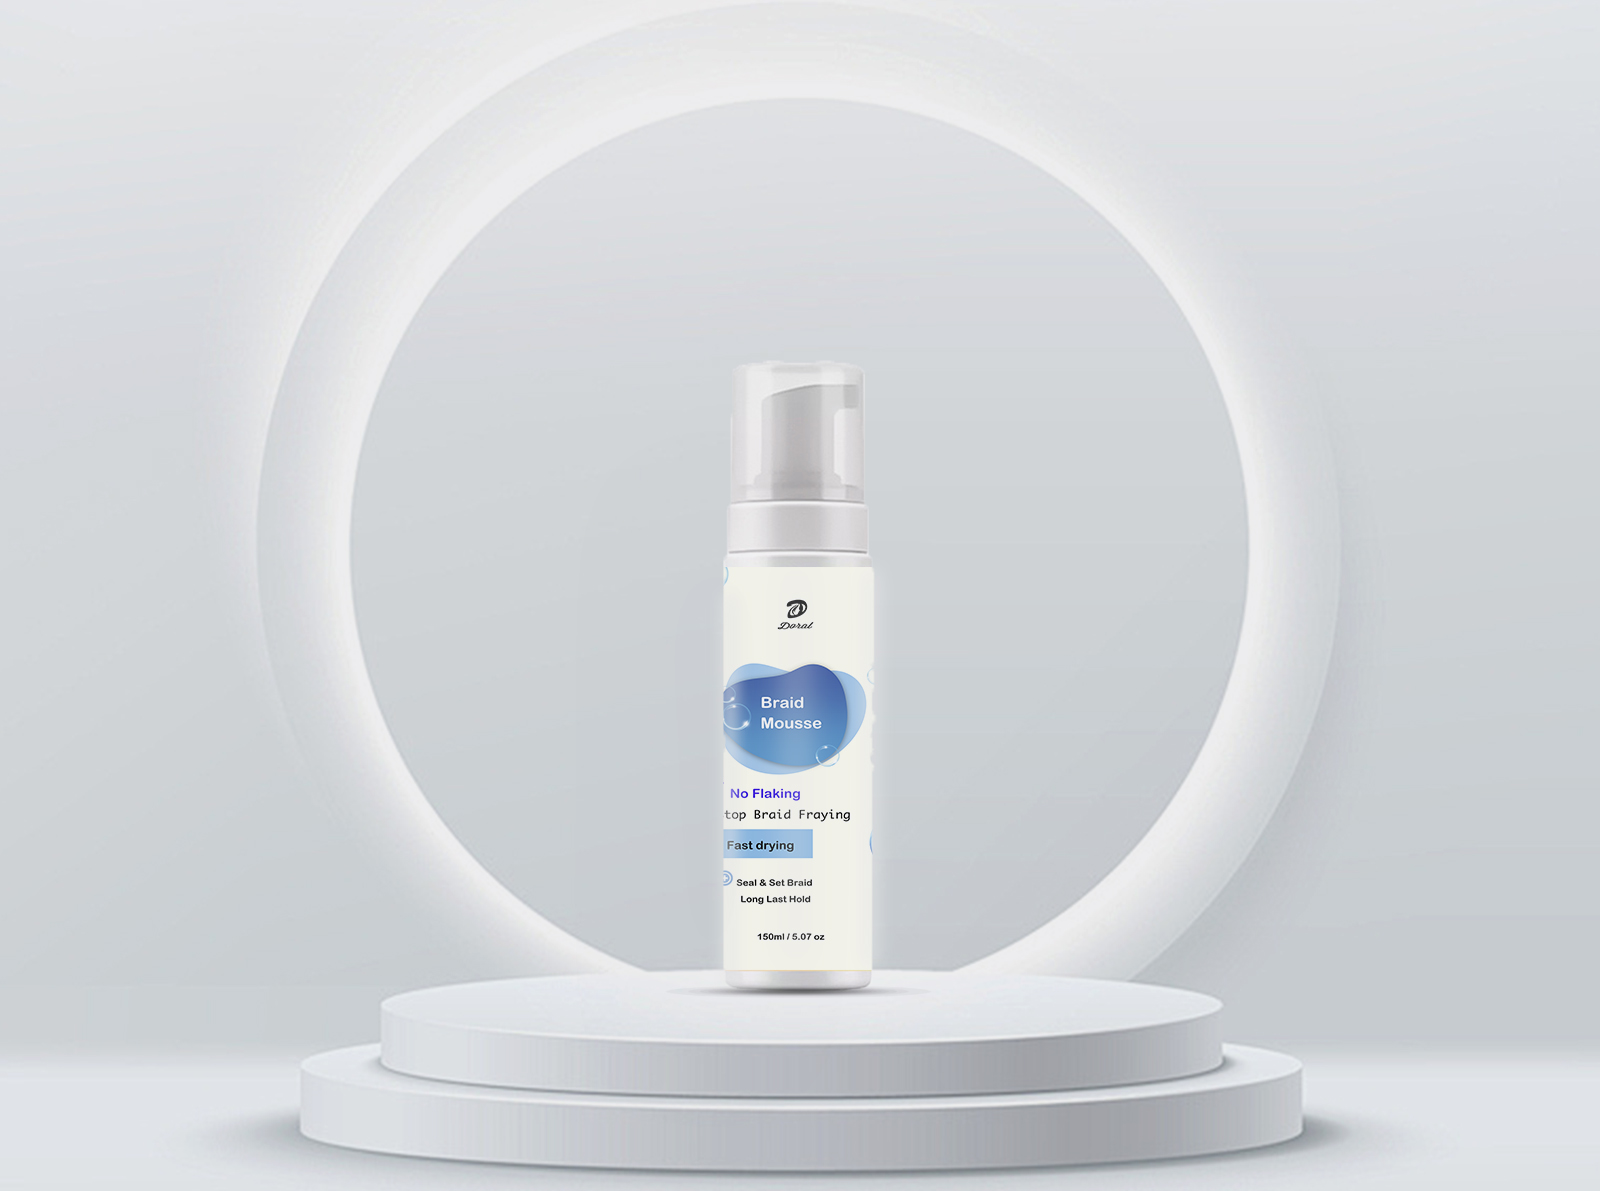 Doral
Braid
Mousse
No Flaking
top Braid Fraying
Fast drying
Seal & Set Braid
Long Last Hold
150ml / 5.07 oz